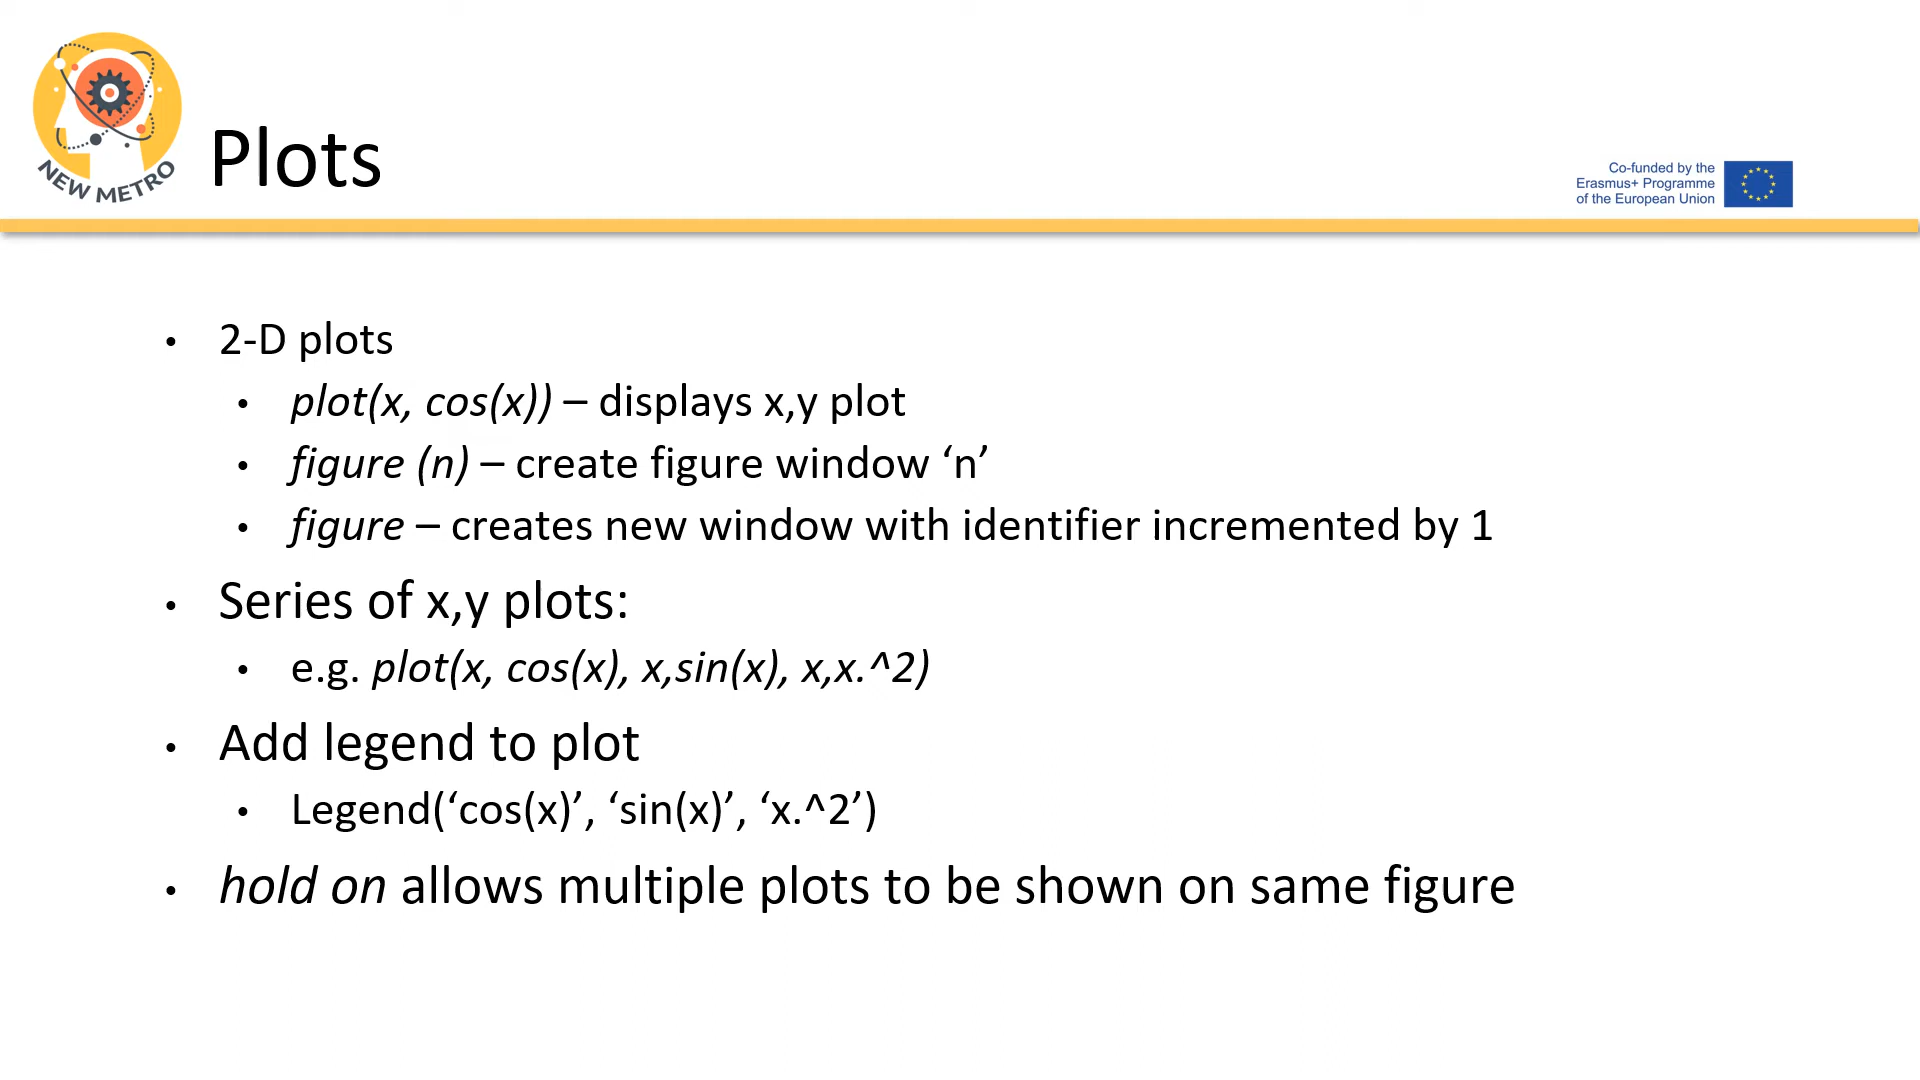 NEW METRO
Plots
Co-funded by the
Erasmus+ Programme
of the European Union
• 2-D plots
• plot(x, cos(x)) – displays x,y plot
• figure (n) – create figure window ‘n’
• figure – creates new window with identifier incremented by 1
• Series of x,y plots:
• e.g. plot(x, cos(x), x,sin(x), x,x.^2)
• Add legend to plot
• Legend(‘cos(x)’, ‘sin(x)’, ‘x.^2’)
• hold on allows multiple plots to be shown on same figure